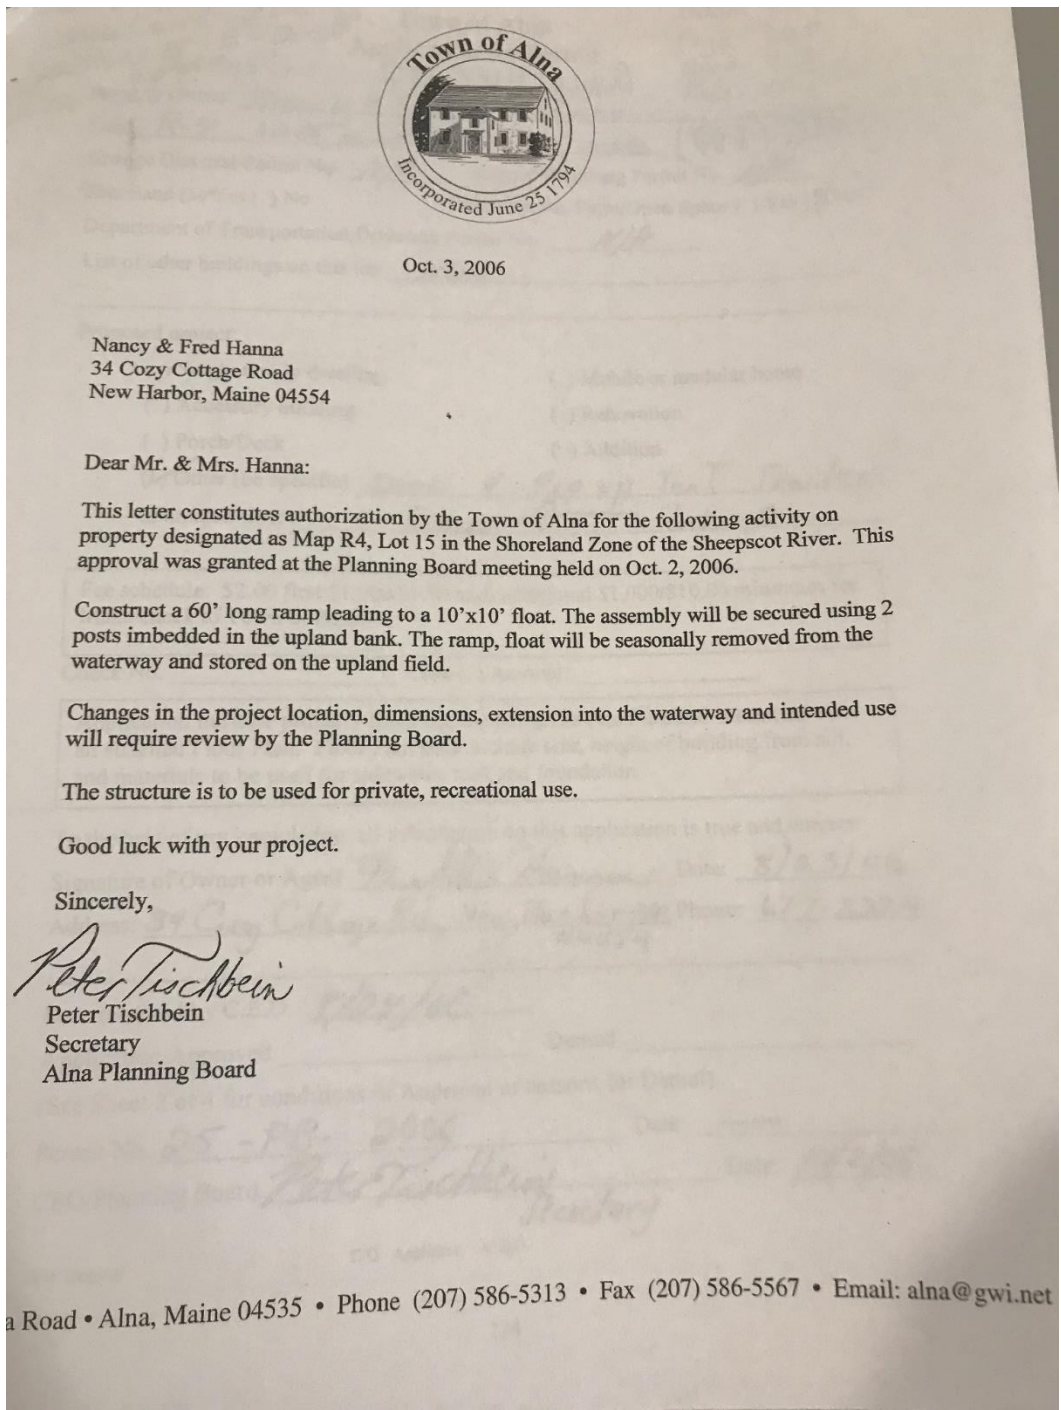 Town of Alna
Incorporated June 25 1794
Oct. 3, 2006
Nancy & Fred Hanna
34 Cozy Cottage Road
New Harbor, Maine 04554
Dear Mr. & Mrs. Hanna:
This letter constitutes authorization by the Town of Alna for the following activity on
property designated as Map R4, Lot 15 in the Shoreland Zone of the Sheepscot River. This
approval was granted at the Planning Board meeting held on Oct. 2, 2006.
Construct a 60' long ramp leading to a 10'x10' float. The assembly will be secured using 2
posts imbedded in the upland bank. The ramp, float will be seasonally removed from the
waterway and stored on the upland field.
Changes in the project location, dimensions, extension into the waterway and intended use
will require review by the Planning Board.
The structure is to be used for private, recreational use.
Good luck with your project.
Sincerely,
Peter Tischbein
Peter Tischbein
Secretary
Alna Planning Board
a Road • Alna, Maine 04535 • Phone (207) 586-5313 • Fax (207) 586-5567 • Email: alna@gwi.net